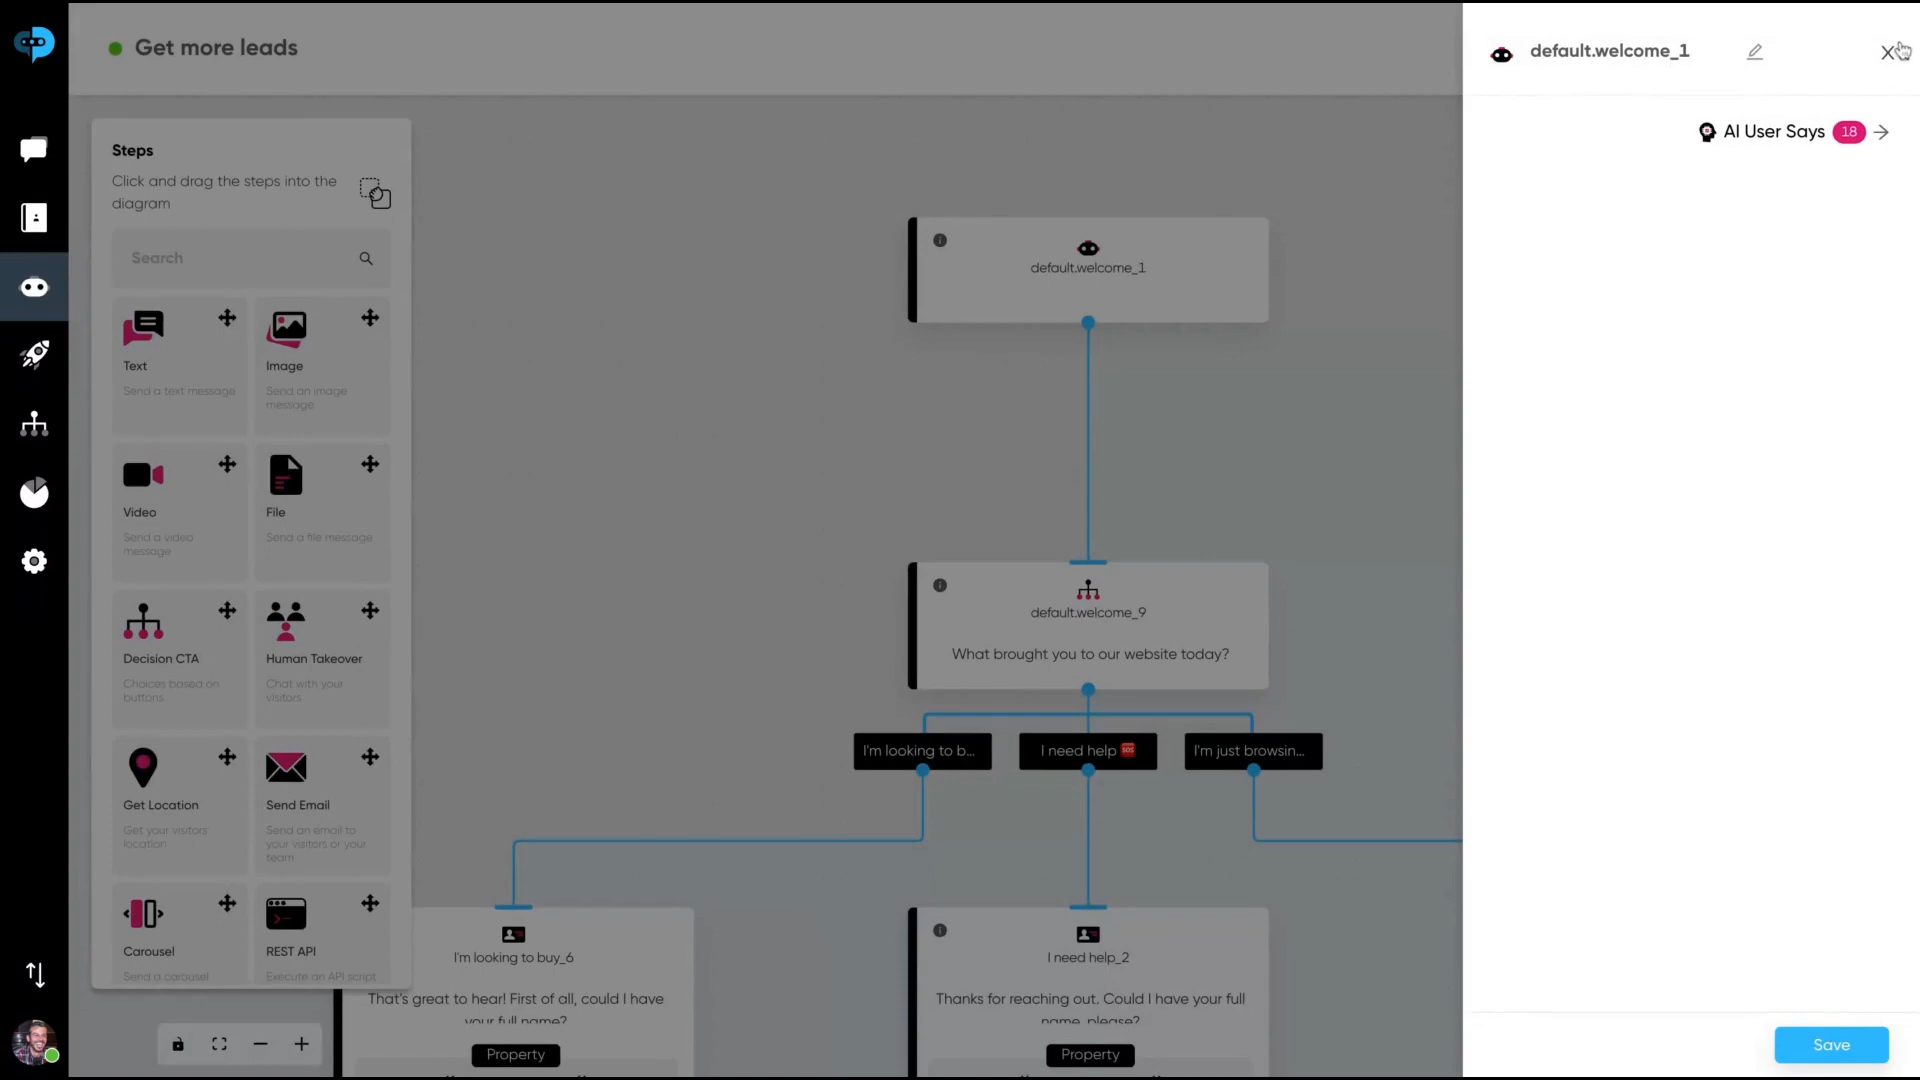 Get more leads
default.welcome_1
AI User Says 18
Steps
Click and drag the steps into the
diagram
Search
Text
Send a text message
Image
Send an image
message
Video
Send a video
message
File
Send a file message
Decision CTA
Choices based on
buttons
Human Takeover
Chat with your
visitors
Get Location
Get your visitors
location
Send Email
Send an email to
your visitors or your
team
Carousel
Send a carousel
REST API
Execute an API script
default.welcome_1
default.welcome_9
What brought you to our website today?
I'm looking to b...
I need help 🆘
I'm just browsin...
I'm looking to buy_6
That's great to hear! First of all, could I have
your full name?
Property
I need help_2
Thanks for reaching out. Could I have your full
name, please?
Property
Save